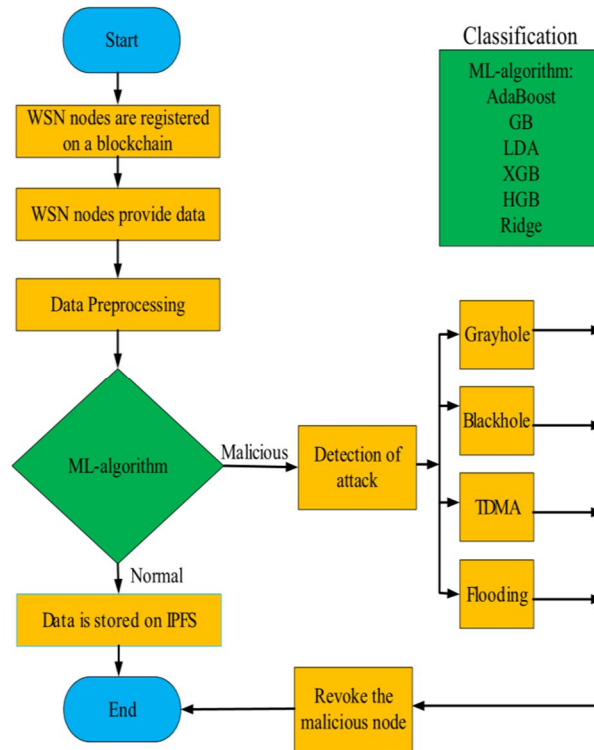 Start
WSN nodes are registered
on a blockchain
WSN nodes provide data
Data Preprocessing
ML-algorithm
Malicious
Normal
Data is stored on IPFS
End
Detection of
attack
Grayhole
Blackhole
TDMA
Flooding
Revoke the
malicious node
Classification
ML-algorithm:
AdaBoost
GB
LDA
XGB
HGB
Ridge